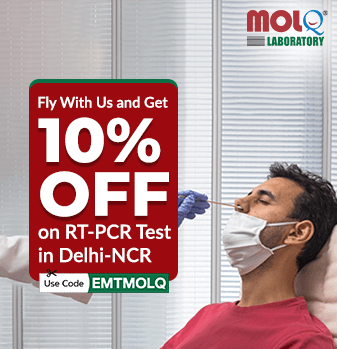 MOLQ®
LABORATORY
Fly With Us and Get
10%
OFF
on RT-PCR Test
in Delhi-NCR
Use Code EMTMOLQ